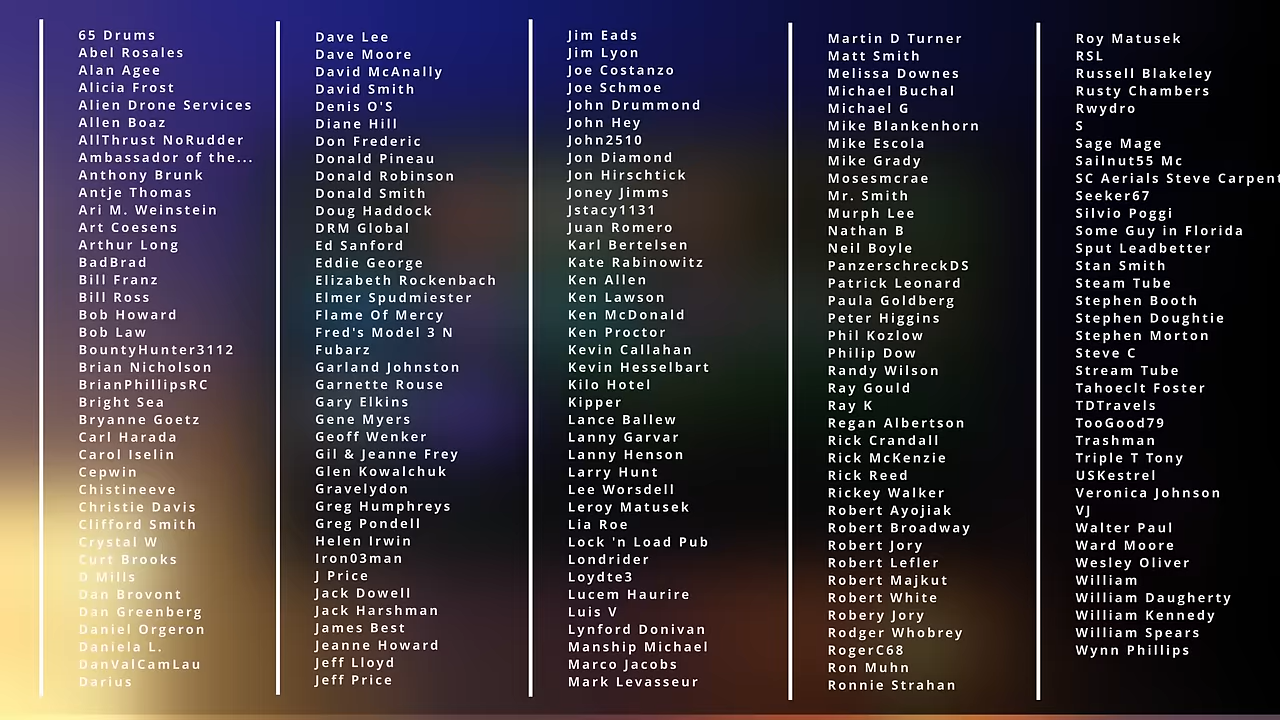 65 Drums
Abel Rosales
Alan Agee
Alicia Frost
Alien Drone Services
Allen Boaz
AllThrust NoRudder
Ambassador of the...
Anthony Brunk
Antje Thomas
Ari M. Weinstein
Art Coesens
Arthur Long
BadBrad
Bill Franz
Bill Ross
Bob Howard
Bob Law
BountyHunter3112
Brian Nicholson
BrianPhillipsRC
Bright Sea
Bryanne Goetz
Carl Harada
Carol Iselin
Cepwin
Chistineeve
Christie Davis
Clifford Smith
Crystal W
Curt Brooks
D Mills
Dan Brovont
Dan Greenberg
Daniel Orgeron
Daniela L.
DanValCamLau
Darius
Dave Lee
Dave Moore
David McAnally
David Smith
Denis O'S
Diane Hill
Don Frederic
Donald Pineau
Donald Robinson
Donald Smith
Doug Haddock
DRM Global
Ed Sanford
Eddie George
Elizabeth Rockenbach
Elmer Spudmiester
Flame Of Mercy
Fred's Model 3 N
Fubarz
Garland Johnston
Garnette Rouse
Gary Elkins
Gene Myers
Geoff Wenker
Gil & Jeanne Frey
Glen Kowalchuk
Gravelydon
Greg Humphreys
Greg Pondell
Helen Irwin
Iron03man
J Price
Jack Dowell
Jack Harshman
James Best
Jeanne Howard
Jeff Lloyd
Jeff Price
Jim Eads
Jim Lyon
Joe Costanzo
Joe Schmoe
John Drummond
John Hey
John2510
Jon Diamond
Jon Hirschtick
Joney Jimms
Jstacy1131
Juan Romero
Karl Bertelsen
Kate Rabinowitz
Ken Allen
Ken Lawson
Ken McDonald
Ken Proctor
Kevin Callahan
Kevin Hesselbart
Kilo Hotel
Kipper
Lance Ballew
Lanny Garvar
Lanny Henson
Larry Hunt
Lee Worsdell
Leroy Matusek
Lia Roe
Lock 'n Load Pub
Londrider
Loydte3
Lucem Haurire
Luis V
Lynford Donivan
Manship Michael
Marco Jacobs
Mark Levasseur
Martin D Turner
Matt Smith
Melissa Downes
Michael Buchal
Michael G
Mike Blankenhorn
Mike Escola
Mike Grady
Mosesmcrae
Mr. Smith
Murph Lee
Nathan B
Neil Boyle
PanzerschreckDS
Patrick Leonard
Paula Goldberg
Peter Higgins
Phil Kozlow
Philip Dow
Randy Wilson
Ray Gould
Ray K
Regan Albertson
Rick Crandall
Rick McKenzie
Rick Reed
Rickey Walker
Robert Ayojiak
Robert Broadway
Robert Jory
Robert Lefler
Robert Majkut
Robert White
Robery Jory
Rodger Whobrey
RogerC68
Ron Muhn
Ronnie Strahan
Roy Matusek
RSL
Russell Blakeley
Rusty Chambers
Rwydro
S
Sage Mage
Sailnut55 Mc
SC Aerials Steve Carpent
Seeker67
Silvio Poggi
Some Guy in Florida
Sput Leadbetter
Stan Smith
Steam Tube
Stephen Booth
Stephen Doughtie
Stephen Morton
Steve C
Stream Tube
Tahoeclt Foster
TDTravels
TooGood79
Trashman
Triple T Tony
USKestrel
Veronica Johnson
VJ
Walter Paul
Ward Moore
Wesley Oliver
William
William Daugherty
William Kennedy
William Spears
Wynn Phillips